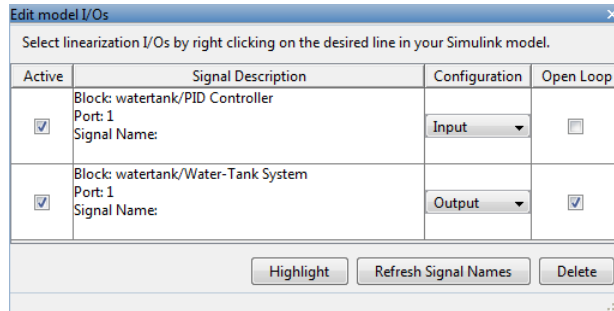 Edit model I/Os
Select linearization I/Os by right clicking on the desired line in your Simulink model.
Active Signal Description Configuration Open Loop
Block: watertank/PID Controller
Port: 1
Signal Name:
Input
Block: watertank/Water-Tank System
Port: 1
Signal Name:
Output
Highlight Refresh Signal Names Delete